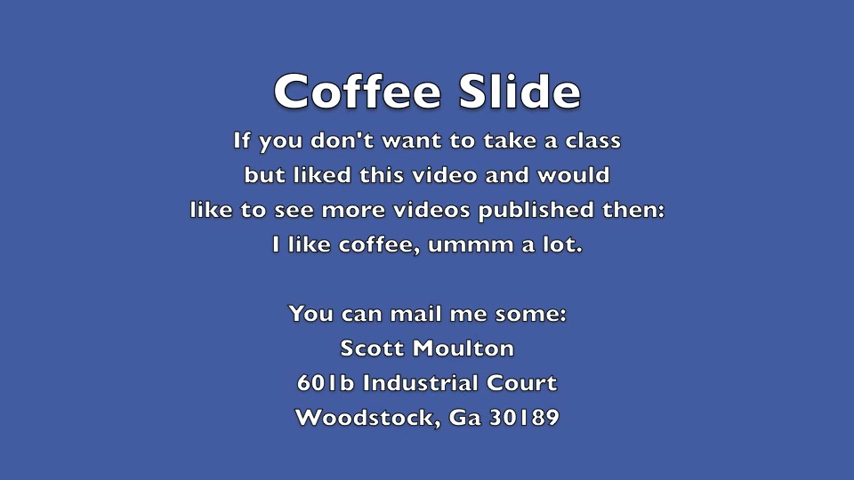 Coffee Slide
If you don't want to take a class
but liked this video and would
like to see more videos published then:
I like coffee, ummm a lot.
You can mail me some:
Scott Moulton
601b Industrial Court
Woodstock, Ga 30189